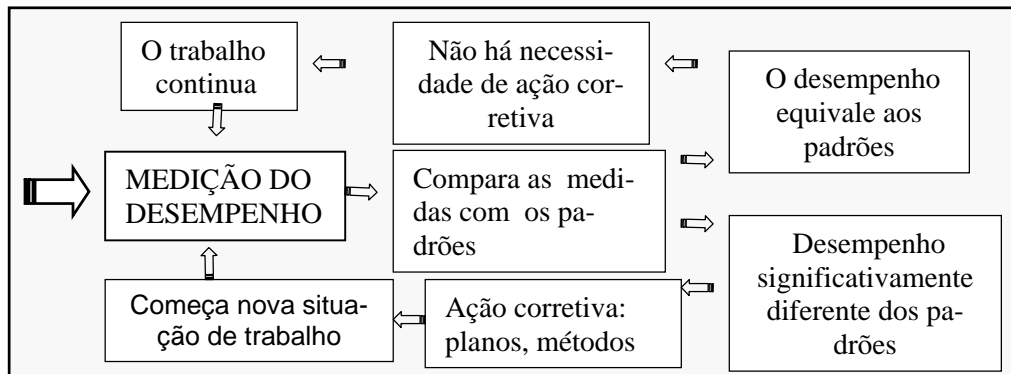 O trabalho
continua
Não há necessi-
dade de ação cor-
retiva
O desempenho
equivale aos
padrões
MEDIÇÃO DO
DESEMPENHO
Compara as medi-
das com os pa-
drões
Desempenho
significativamente
diferente dos pa-
drões
Começa nova situ-
ação de trabalho
Ação corretiva:
planos, métodos